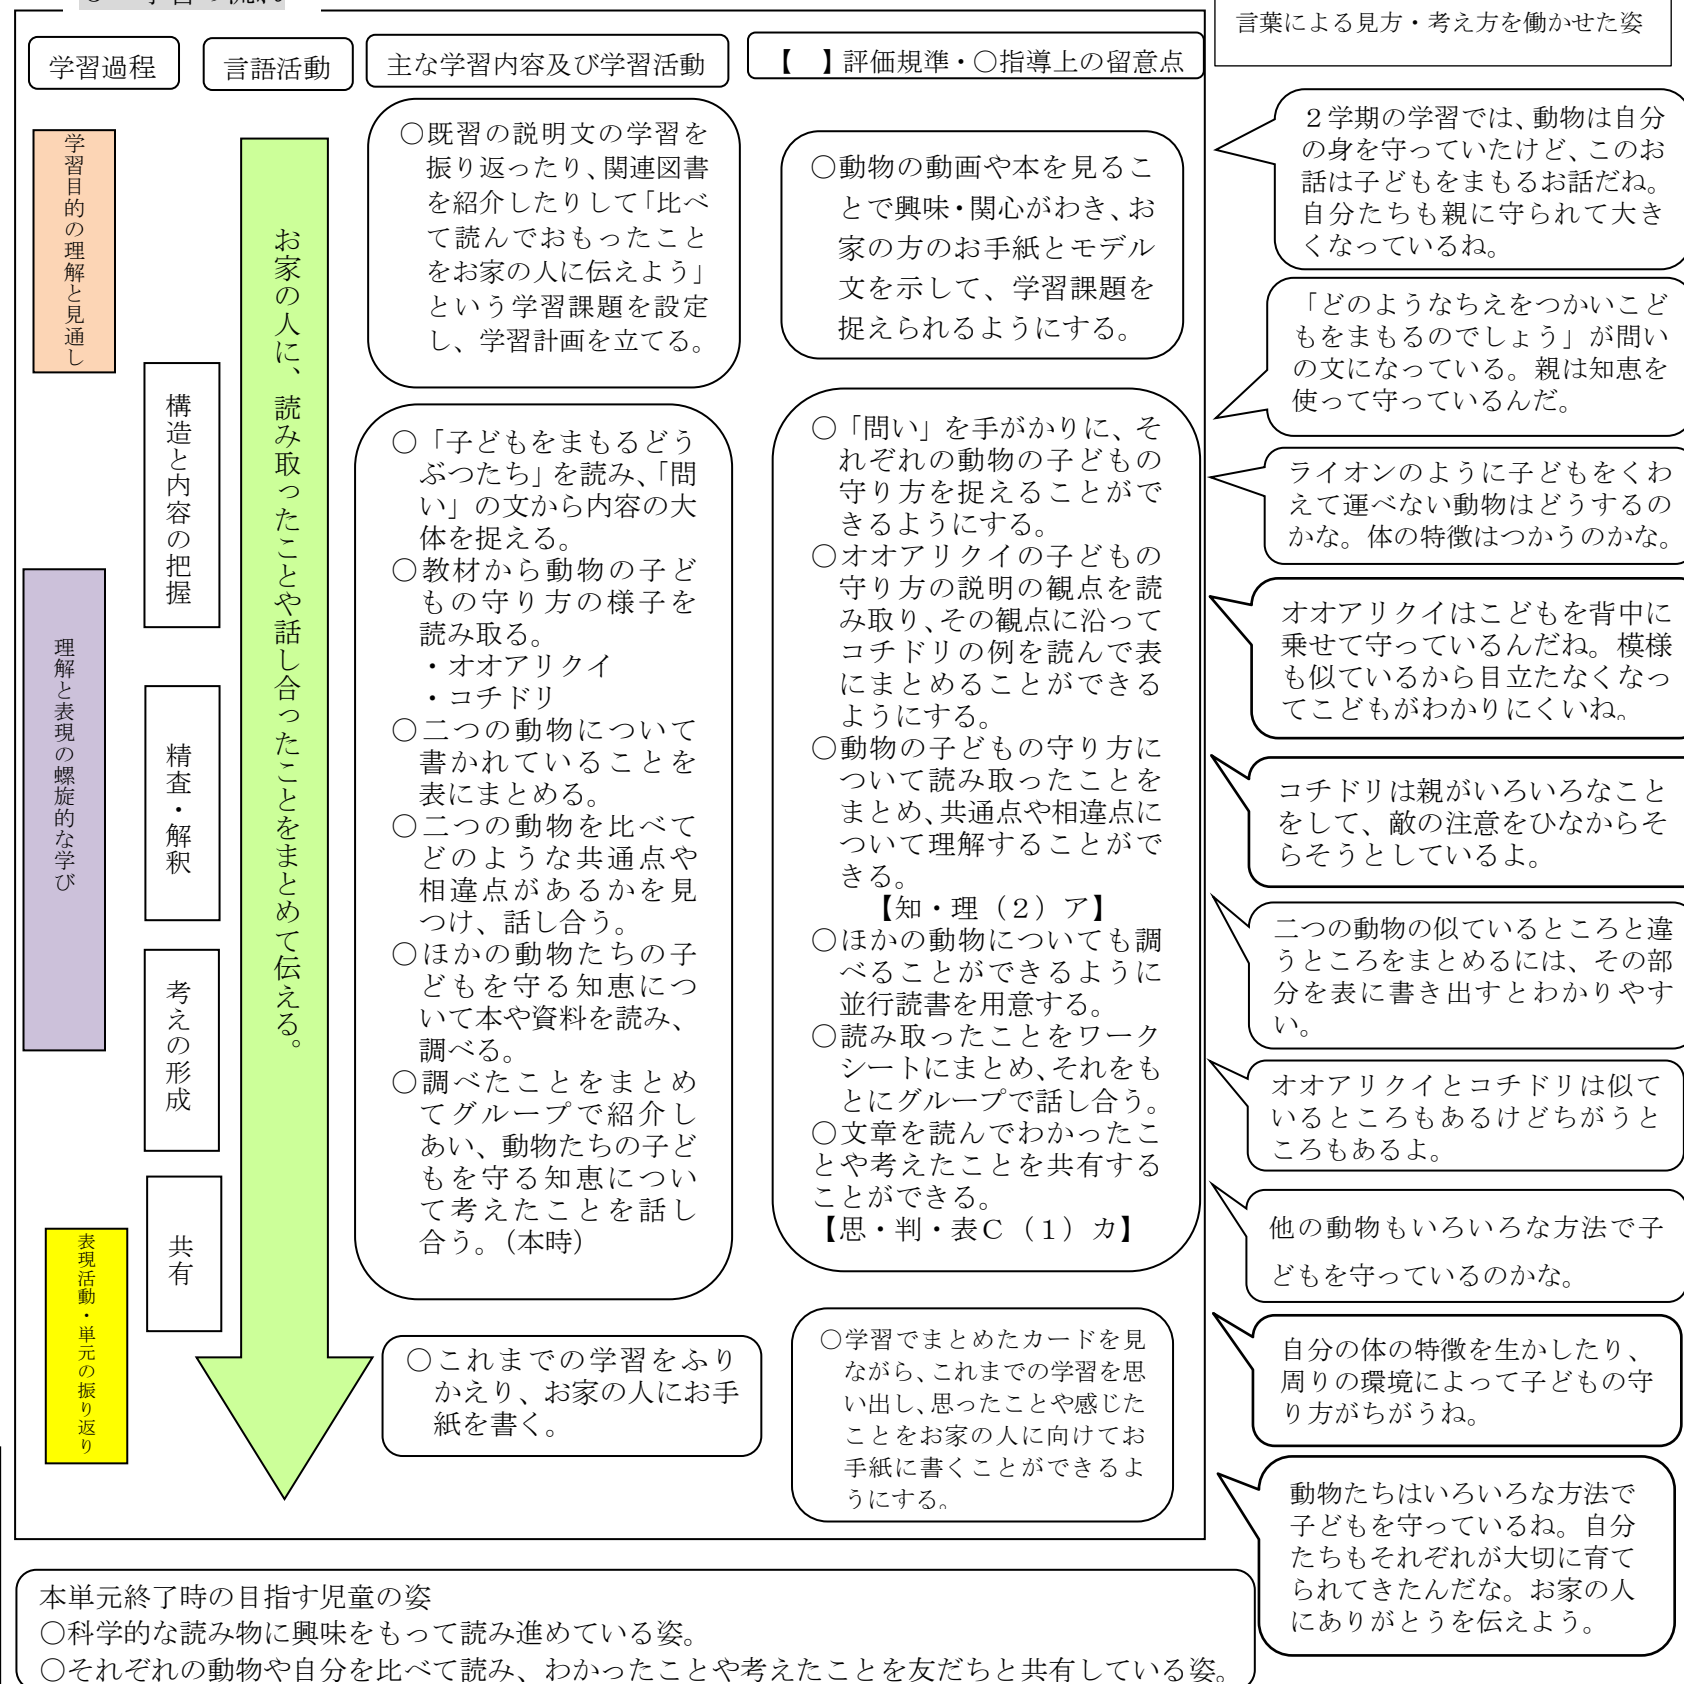 学習の流れ
言葉による見方・考え方を働かせた姿
学習過程
言語活動
主な学習内容及び学習活動
【　】評価規準・○指導上の留意点
学習目的の理解と見通し
理解と表現の螺旋的な学び
表現活動・単元の振り返り
構造と内容の把握
精査・解釈
考えの形成
共有
お家の人に、読み取ったことや話し合ったことをまとめて伝える。
○既習の説明文の学習を
振り返ったり、関連図書
を紹介したりして「比べ
て読んでおもったこと
をお家の人に伝えよう」
という学習課題を設定
し、学習計画を立てる。
○「子どもをまもるどう
ぶつたち」を読み、「問
い」の文から内容の大
体を捉える。
○教材から動物の子ど
もの守り方の様子を
読み取る。
・オオアリクイ
・コチドリ
○二つの動物について
書かれていることを
表にまとめる。
○二つの動物を比べて
どのような共通点や
相違点があるかを見
つけ、話し合う。
○ほかの動物たちの子
どもを守る知恵につ
いて本や資料を読み、
調べる。
○調べたことをまとめ
てグループで紹介し
あい、動物たちの子ど
もを守る知恵につい
て考えたことを話し
合う。（本時）
○これまでの学習をふり
かえり、お家の人にお手
紙を書く。
○動物の動画や本を見るこ
とで興味・関心がわき、お
家の方のお手紙とモデル
文を示して、学習課題を
捉えられるようにする。
○「問い」を手がかりに、そ
れぞれの動物の子どもの
守り方を捉えることがで
きるようにする。
○オオアリクイの子どもの
守り方の説明の観点を読
み取り、その観点に沿って
コチドリの例を読んで表
にまとめることができる
ようにする。
○動物の子どもの守り方に
ついて読み取ったことを
まとめ、共通点や相違点に
ついて理解することがで
きる。
【知・理（２）ア】
○ほかの動物についても調
べることができるように
並行読書を用意する。
○読み取ったことをワーク
シートにまとめ、それをも
とにグループで話し合う。
○文章を読んでわかったこ
とや考えたことを共有する
ことができる。
【思・判・表Ｃ（１）カ】
○学習でまとめたカードを見
ながら、これまでの学習を思
い出し、思ったことや感じた
ことをお家の人に向けてお
手紙に書くことができるよ
うにする。
２学期の学習では、動物は自分
の身を守っていたけど、このお
話は子どもをまもるお話だね。
自分たちも親に守られて大き
くなっているね。
「どのようなちえをつかいこど
もをまもるのでしょう」が問い
の文になっている。親は知恵を
使って守っているんだ。
ライオンのように子どもをくわ
えて運べない動物はどうするの
かな。体の特徴はつかうのかな。
オオアリクイはこどもを背中に
乗せて守っているんだね。模様
も似ているから目立たなくなっ
てこどもがわかりにくいね。
コチドリは親がいろいろなこと
をして、敵の注意をひなからそ
らそうとしているよ。
二つの動物の似ているところと違
うところをまとめるには、その部
分を表に書き出すとわかりやす
い。
オオアリクイとコチドリは似て
いるところもあるけどちがうと
ころもあるよ。
他の動物もいろいろな方法で子
どもを守っているのかな。
自分の体の特徴を生かしたり、
周りの環境によって子どもの守
り方がちがうね。
動物たちはいろいろな方法で
子どもを守っているね。自分
たちもそれぞれが大切に育て
られてきたんだな。お家の人
にありがとうを伝えよう。
本単元終了時の目指す児童の姿
○科学的な読み物に興味をもって読み進めている姿。
○それぞれの動物や自分を比べて読み、わかったことや考えたことを友だちと共有している姿。